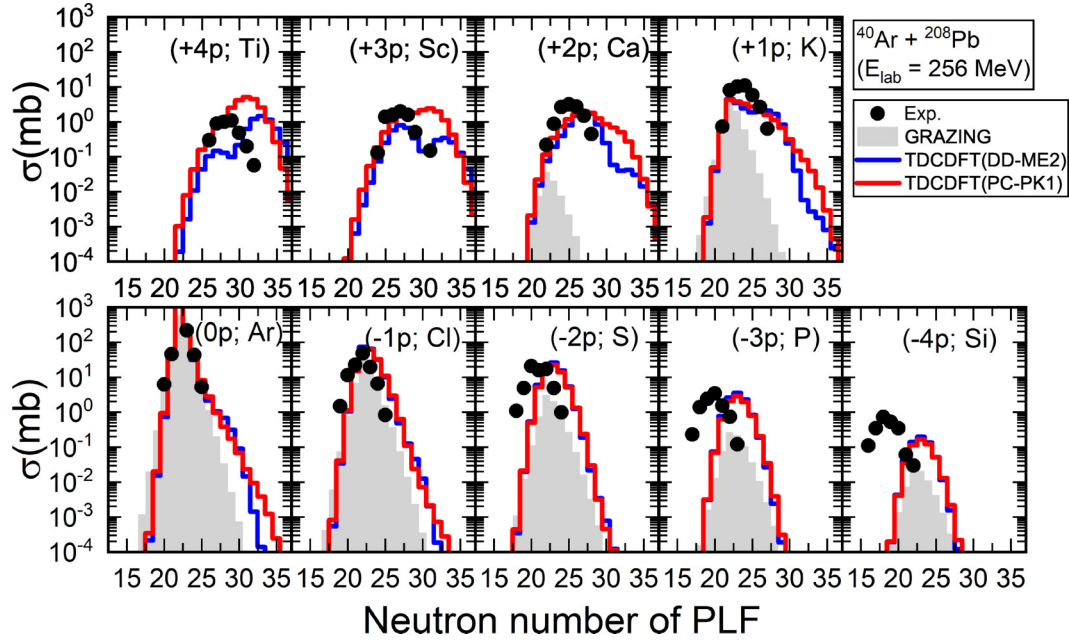 σ(mb)
10³
10²
10¹
10⁰
10⁻¹
10⁻²
10⁻³
10⁻⁴
(+4p; Ti)
(+3p; Sc)
(+2p; Ca)
(+1p; K)
⁴⁰Ar + ²⁰⁸Pb
(E_lab = 256 MeV)
Exp.
GRAZING
TDCDFT(DD-ME2)
TDCDFT(PC-PK1)
15 20 25 30 35 15 20 25 30 35 15 20 25 30 35 15 20 25 30 35
σ(mb)
10³
10²
10¹
10⁰
10⁻¹
10⁻²
10⁻³
10⁻⁴
(0p; Ar)
(-1p; Cl)
(-2p; S)
(-3p; P)
(-4p; Si)
15 20 25 30 35 15 20 25 30 35 15 20 25 30 35 15 20 25 30 35 15 20 25 30 35
Neutron number of PLF